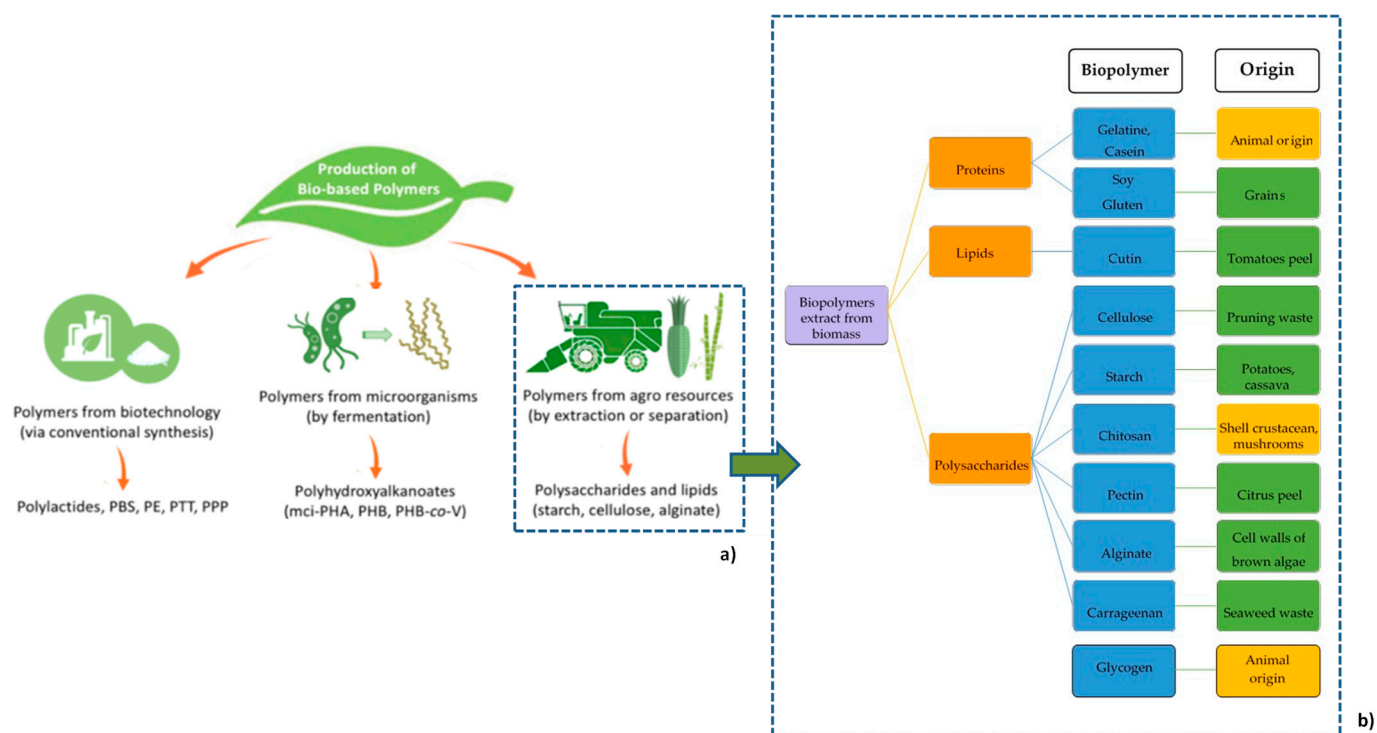 Production of
Bio-based Polymers
Polymers from biotechnology
(via conventional synthesis)
Polylactides, PBS, PE, PTT, PPP
Polymers from microorganisms
(by fermentation)
Polyhydroxyalkanoates
(mci-PHA, PHB, PHB-co-V)
Polymers from agro resources
(by extraction or separation)
Polysaccharides and lipids
(starch, cellulose, alginate)
a)
Biopolymer
Origin
Biopolymers
extract from
biomass
Proteins
Gelatine,
Casein
Animal origin
Soy
Gluten
Grains
Lipids
Cutin
Tomatoes peel
Polysaccharides
Cellulose
Pruning waste
Starch
Potatoes,
cassava
Chitosan
Shell crustacean,
mushrooms
Pectin
Citrus peel
Alginate
Cell walls of
brown algae
Carrageenan
Seaweed waste
Glycogen
Animal
origin
b)